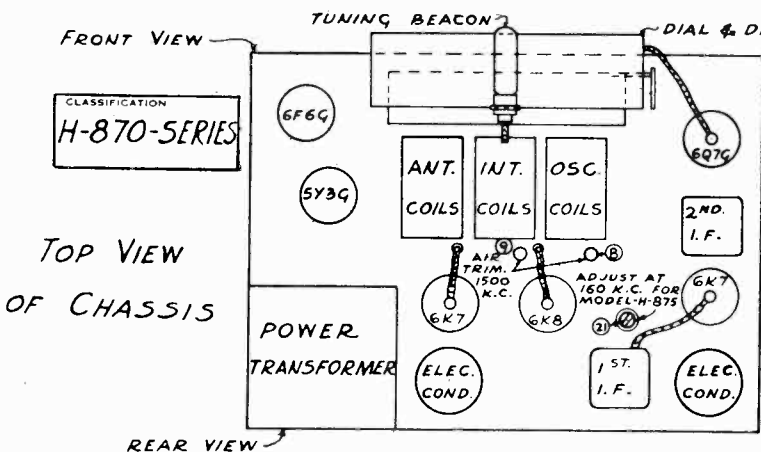 TUNING BEACON
FRONT VIEW
DIAL & D
CLASSIFICATION
H-870-SERIES
6F6G
6Q7G
5Y3G
ANT.
COILS
INT.
COILS
OSC.
COILS
2ND.
I.F.
TOP VIEW
OF CHASSIS
9
8
AIR
TRIM.
1500
K.C.
ADJUST AT
160 K.C. FOR
MODEL-H-875
21
6K7
6K8
6K7
POWER
TRANSFORMER
ELEC.
COND.
1ST.
I.F.
ELEC.
COND.
REAR VIEW